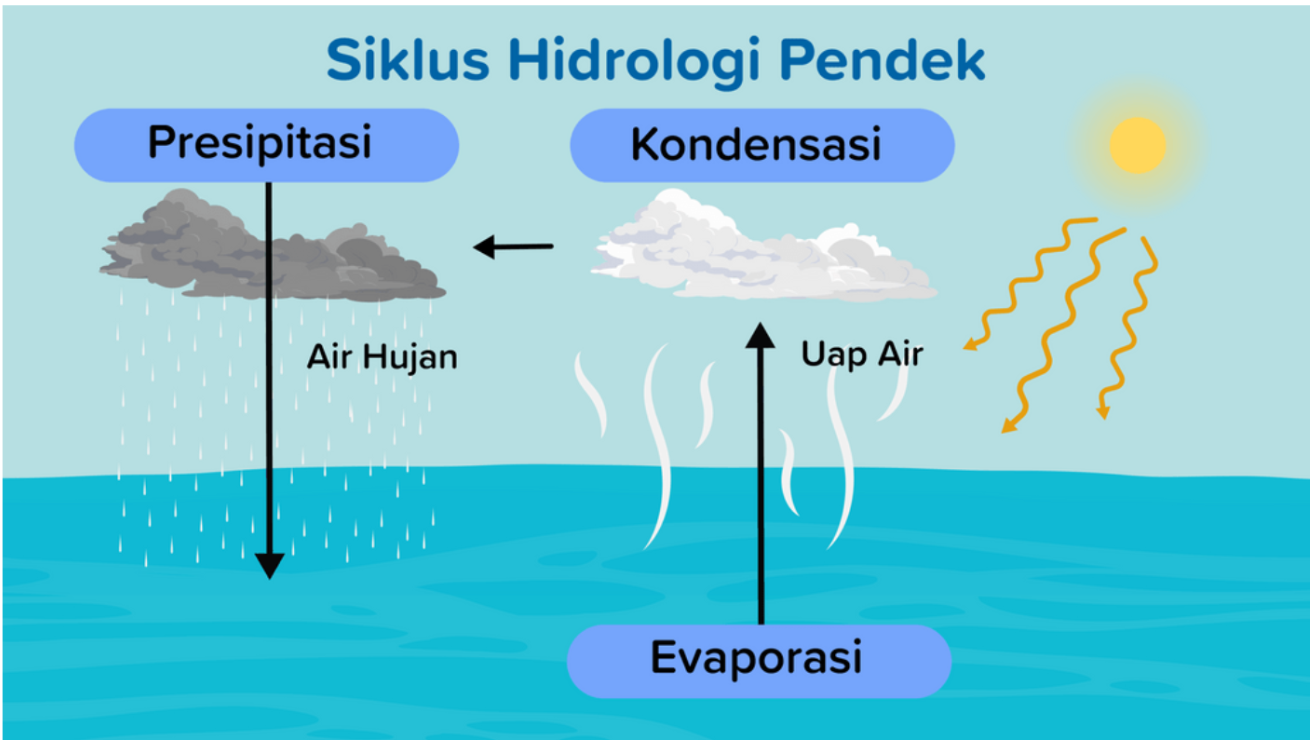 Siklus Hidrologi Pendek
Presipitasi
Kondensasi
Air Hujan
Uap Air
Evaporasi